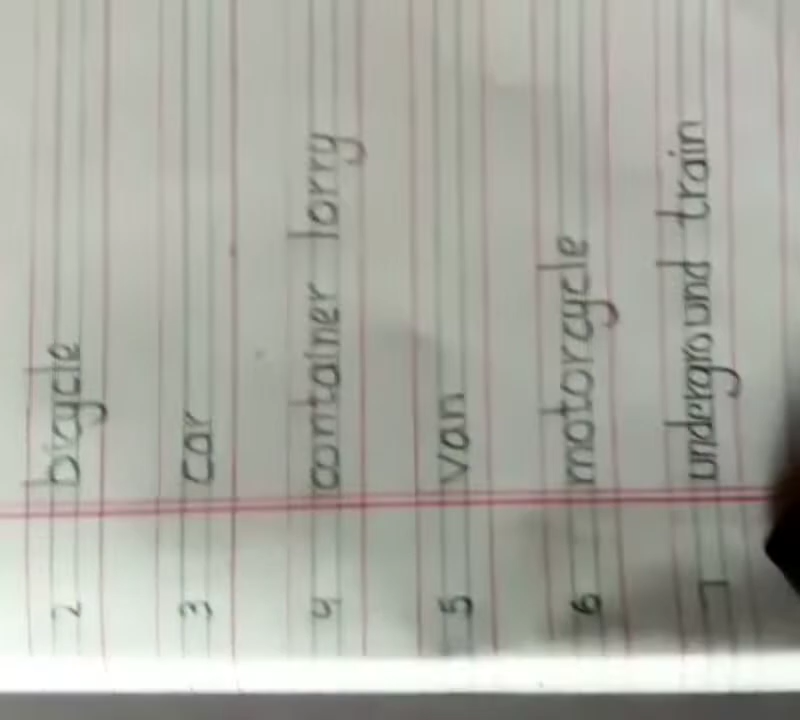 2 bicycle
3 car
4 container lorry
5 van
6 motorcycle
7 underground train